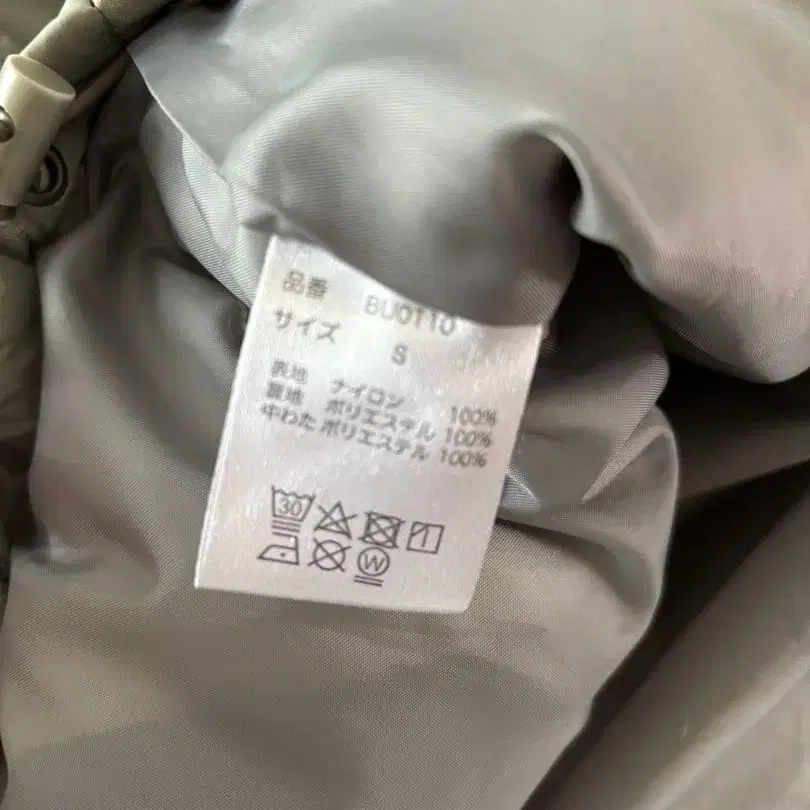 品番 BU0110
サイズ S
表地 ナイロン 100%
裏地 ポリエステル 100%
中わた ポリエステル 100%
30
W